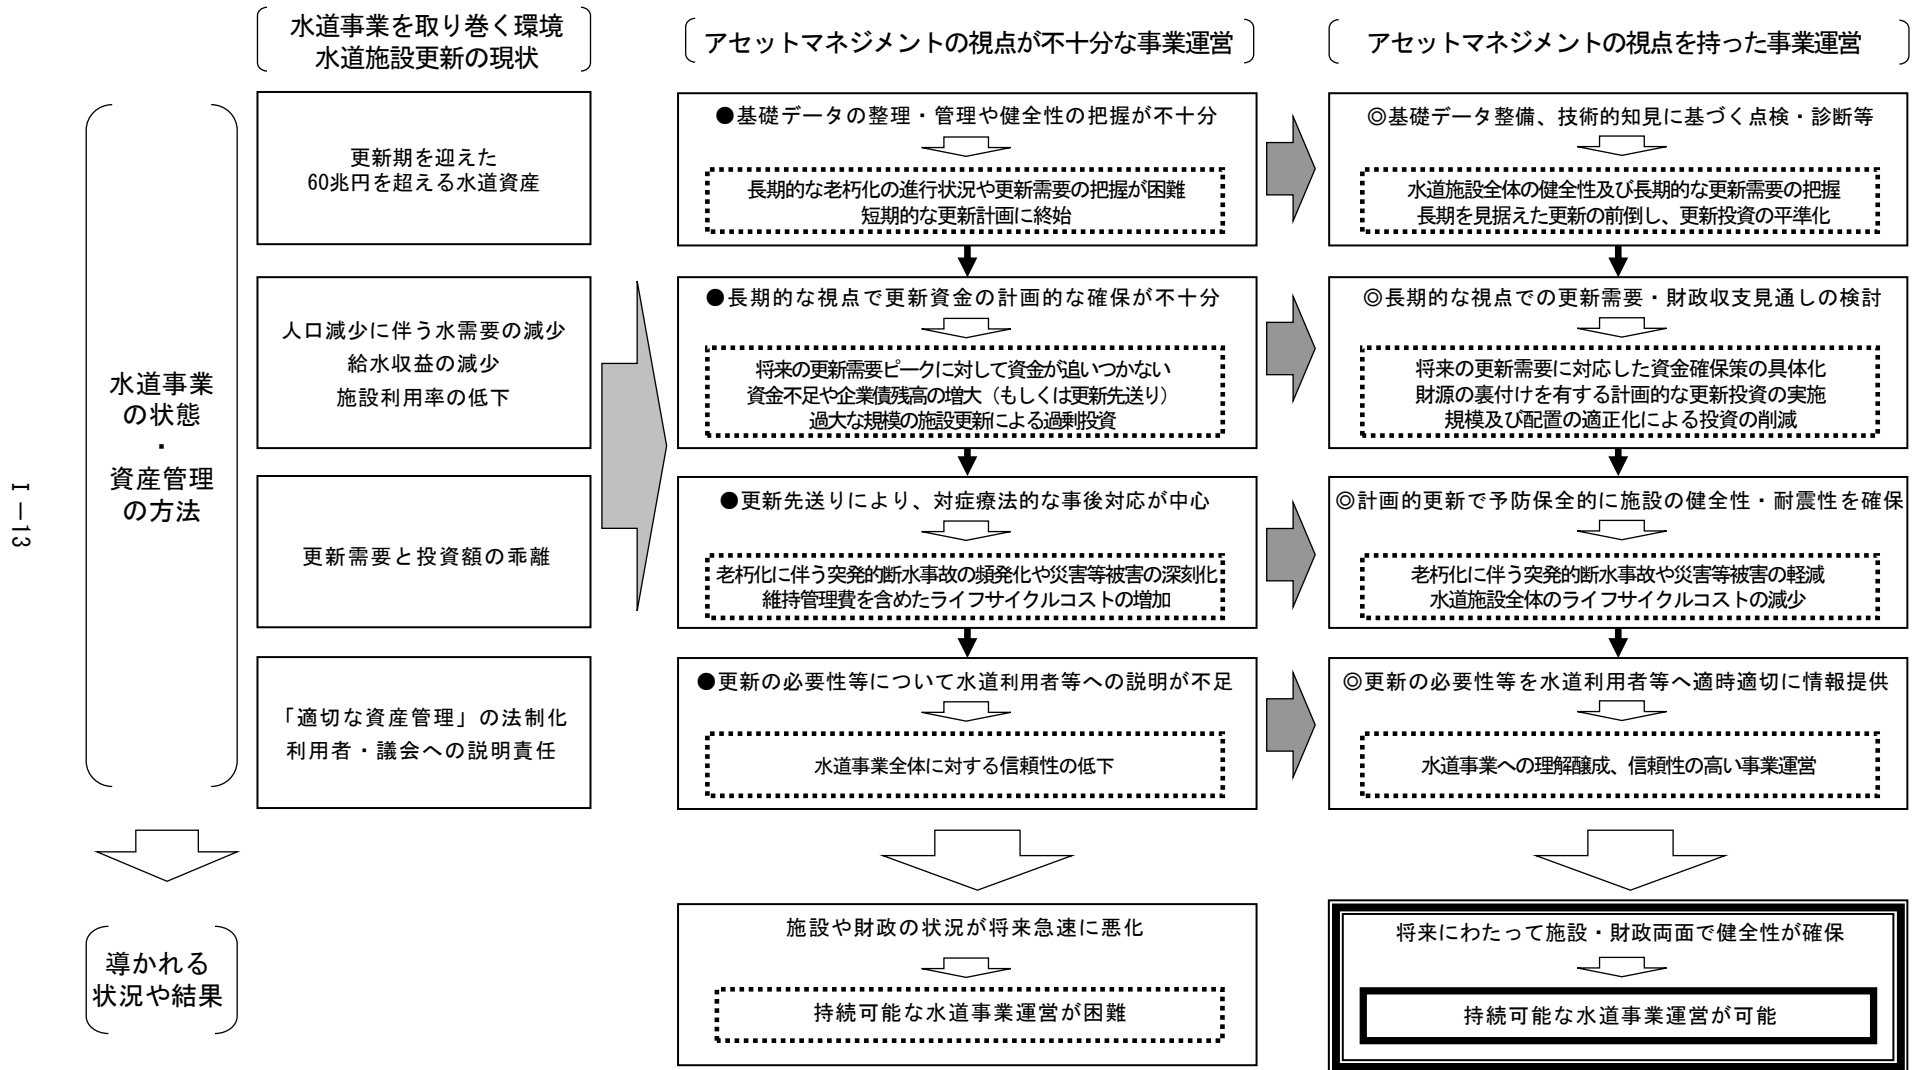 水道事業を取り巻く環境
水道施設更新の現状
アセットマネジメントの視点が不十分な事業運営
アセットマネジメントの視点を持った事業運営
水道事業
の状態
・
資産管理
の方法
更新期を迎えた
60兆円を超える水道資産
●基礎データの整理・管理や健全性の把握が不十分
長期的な老朽化の進行状況や更新需要の把握が困難
短期的な更新計画に終始
◎基礎データ整備、技術的知見に基づく点検・診断等
水道施設全体の健全性及び長期的な更新需要の把握
長期を見据えた更新の前倒し、更新投資の平準化
人口減少に伴う水需要の減少
給水収益の減少
施設利用率の低下
●長期的な視点で更新資金の計画的な確保が不十分
将来の更新需要ピークに対して資金が追いつかない
資金不足や企業債残高の増大（もしくは更新先送り）
過大な規模の施設更新による過剰投資
◎長期的な視点での更新需要・財政収支見通しの検討
将来の更新需要に対応した資金確保策の具体化
財源の裏付けを有する計画的な更新投資の実施
規模及び配置の適正化による投資の削減
更新需要と投資額の乖離
●更新先送りにより、対症療法的な事後対応が中心
老朽化に伴う突発的断水事故の頻発化や災害等被害の深刻化
維持管理費を含めたライフサイクルコストの増加
◎計画的更新で予防保全的に施設の健全性・耐震性を確保
老朽化に伴う突発的断水事故や災害等被害の軽減
水道施設全体のライフサイクルコストの減少
「適切な資産管理」の法制化
利用者・議会への説明責任
●更新の必要性等について水道利用者等への説明が不足
水道事業全体に対する信頼性の低下
◎更新の必要性等を水道利用者等へ適時適切に情報提供
水道事業への理解醸成、信頼性の高い事業運営
導かれる
状況や結果
施設や財政の状況が将来急速に悪化
持続可能な水道事業運営が困難
将来にわたって施設・財政両面で健全性が確保
持続可能な水道事業運営が可能
Ⅰ－13